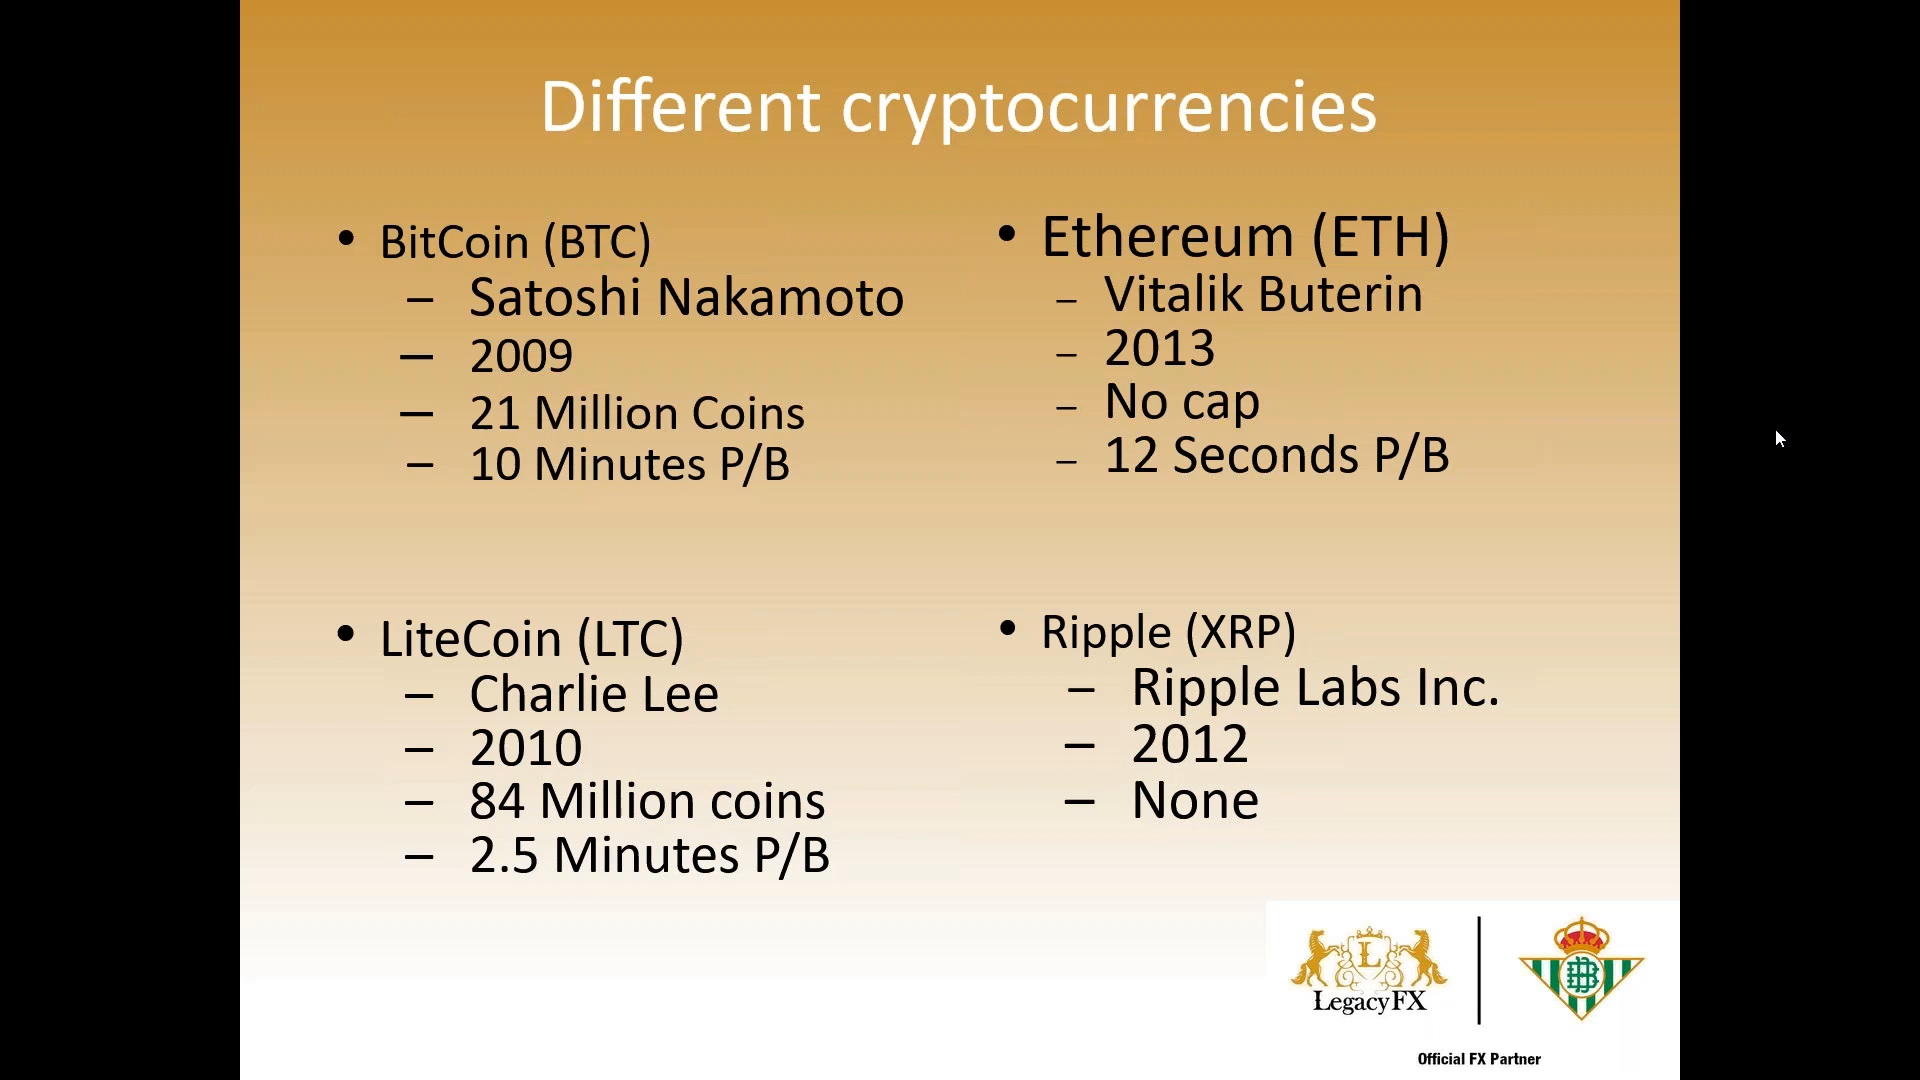 Different cryptocurrencies
• BitCoin (BTC)
– Satoshi Nakamoto
– 2009
– 21 Million Coins
– 10 Minutes P/B
• Ethereum (ETH)
– Vitalik Buterin
– 2013
– No cap
– 12 Seconds P/B
• LiteCoin (LTC)
– Charlie Lee
– 2010
– 84 Million coins
– 2.5 Minutes P/B
• Ripple (XRP)
– Ripple Labs Inc.
– 2012
– None
L
LegacyFX
Official FX Partner